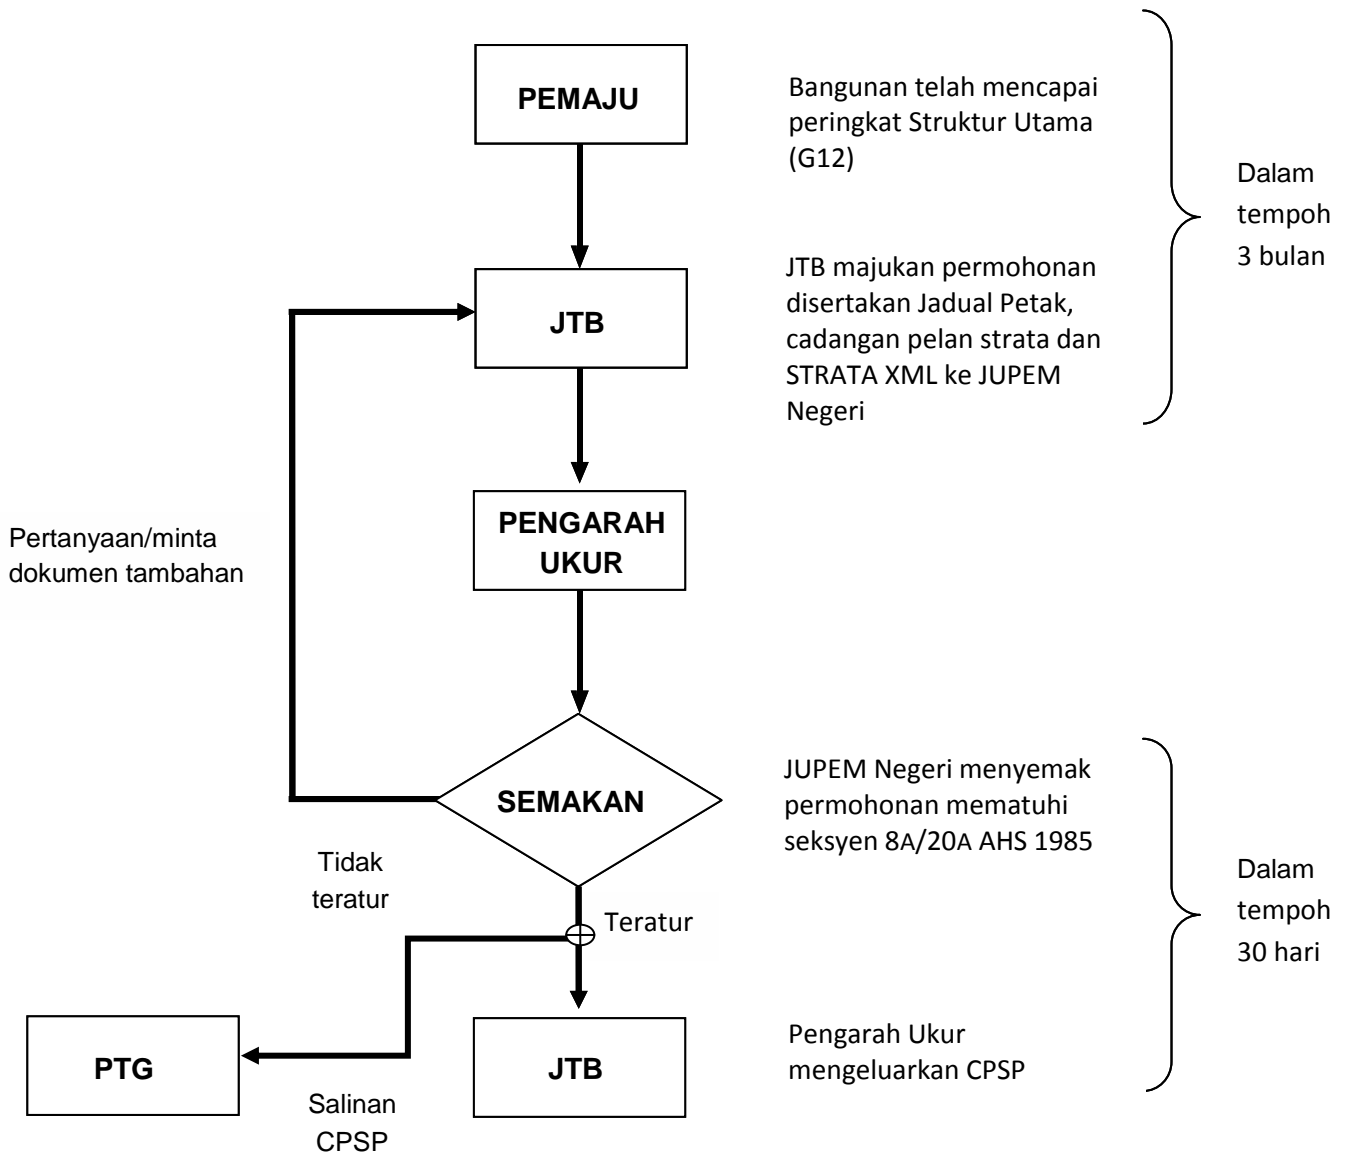 PEMAJU
Bangunan telah mencapai
peringkat Struktur Utama
(G12)
Dalam
tempoh
3 bulan
JTB
JTB majukan permohonan
disertakan Jadual Petak,
cadangan pelan strata dan
STRATA XML ke JUPEM
Negeri
PENGARAH
UKUR
Pertanyaan/minta
dokumen tambahan
SEMAKAN
JUPEM Negeri menyemak
permohonan mematuhi
seksyen 8A/20A AHS 1985
Tidak
teratur
Teratur
Dalam
tempoh
30 hari
PTG
Salinan
CPSP
JTB
Pengarah Ukur
mengeluarkan CPSP